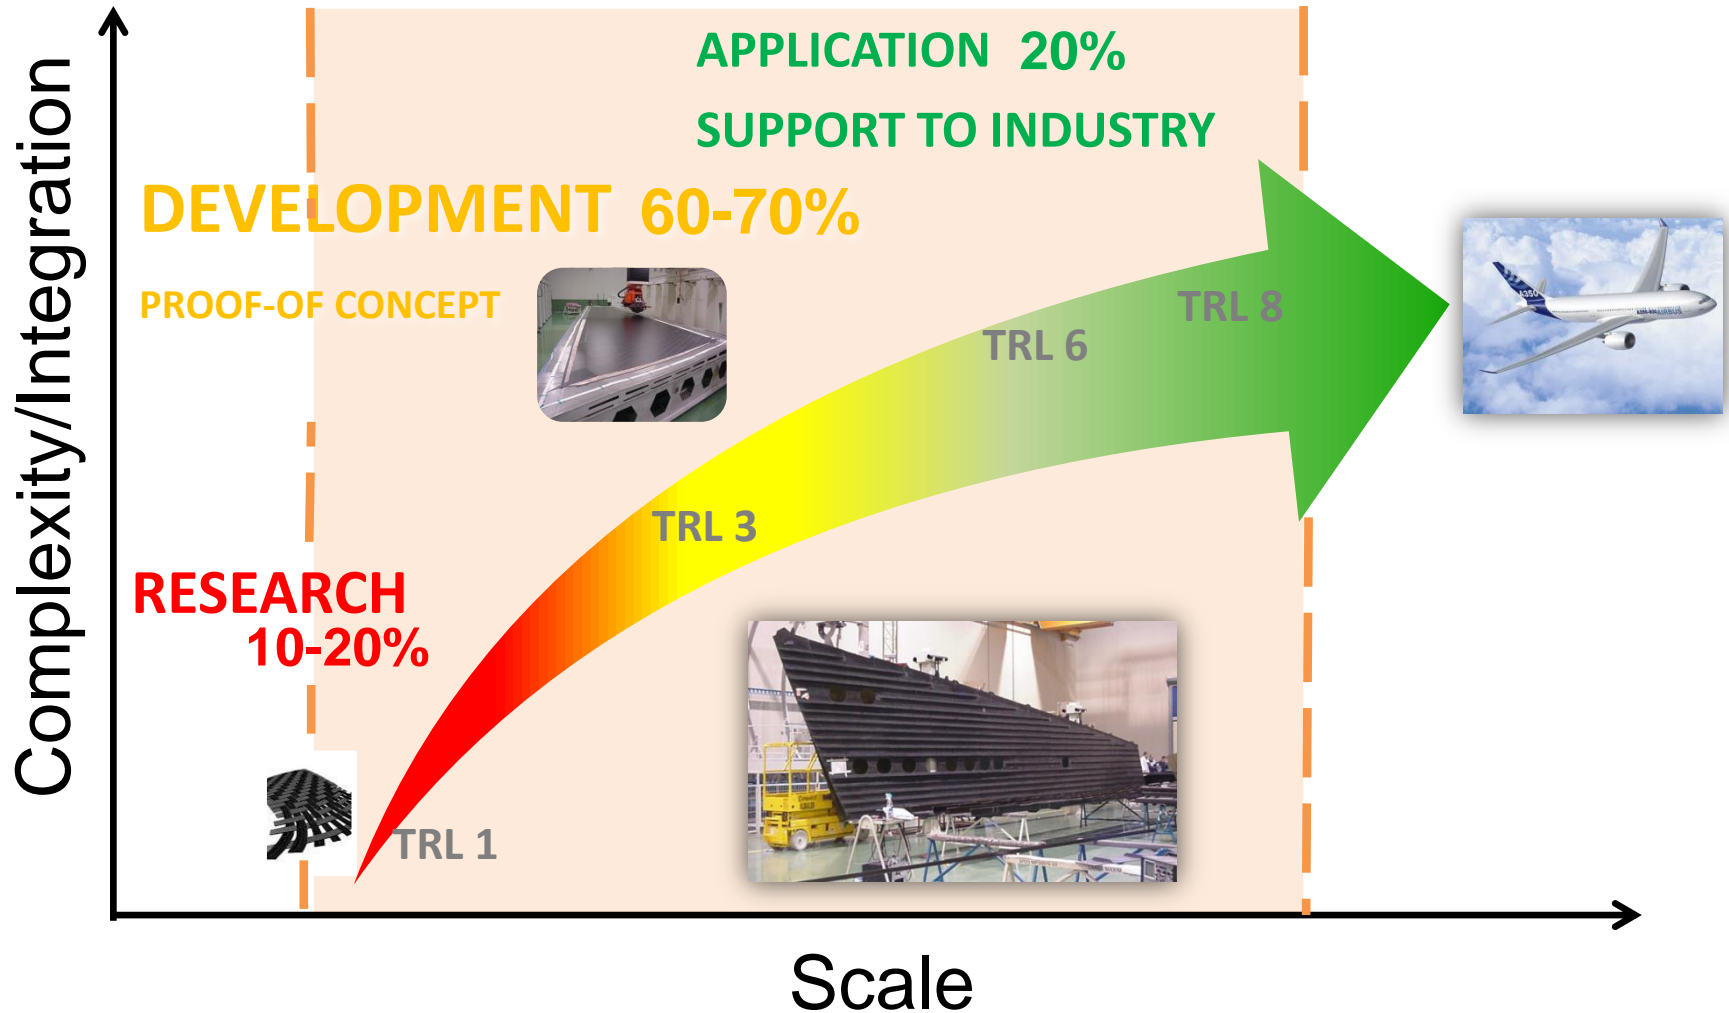 APPLICATION 20%
SUPPORT TO INDUSTRY
DEVELOPMENT 60-70%
PROOF-OF CONCEPT
TRL 8
TRL 6
TRL 3
RESEARCH
10-20%
TRL 1
Complexity/Integration
Scale
A350